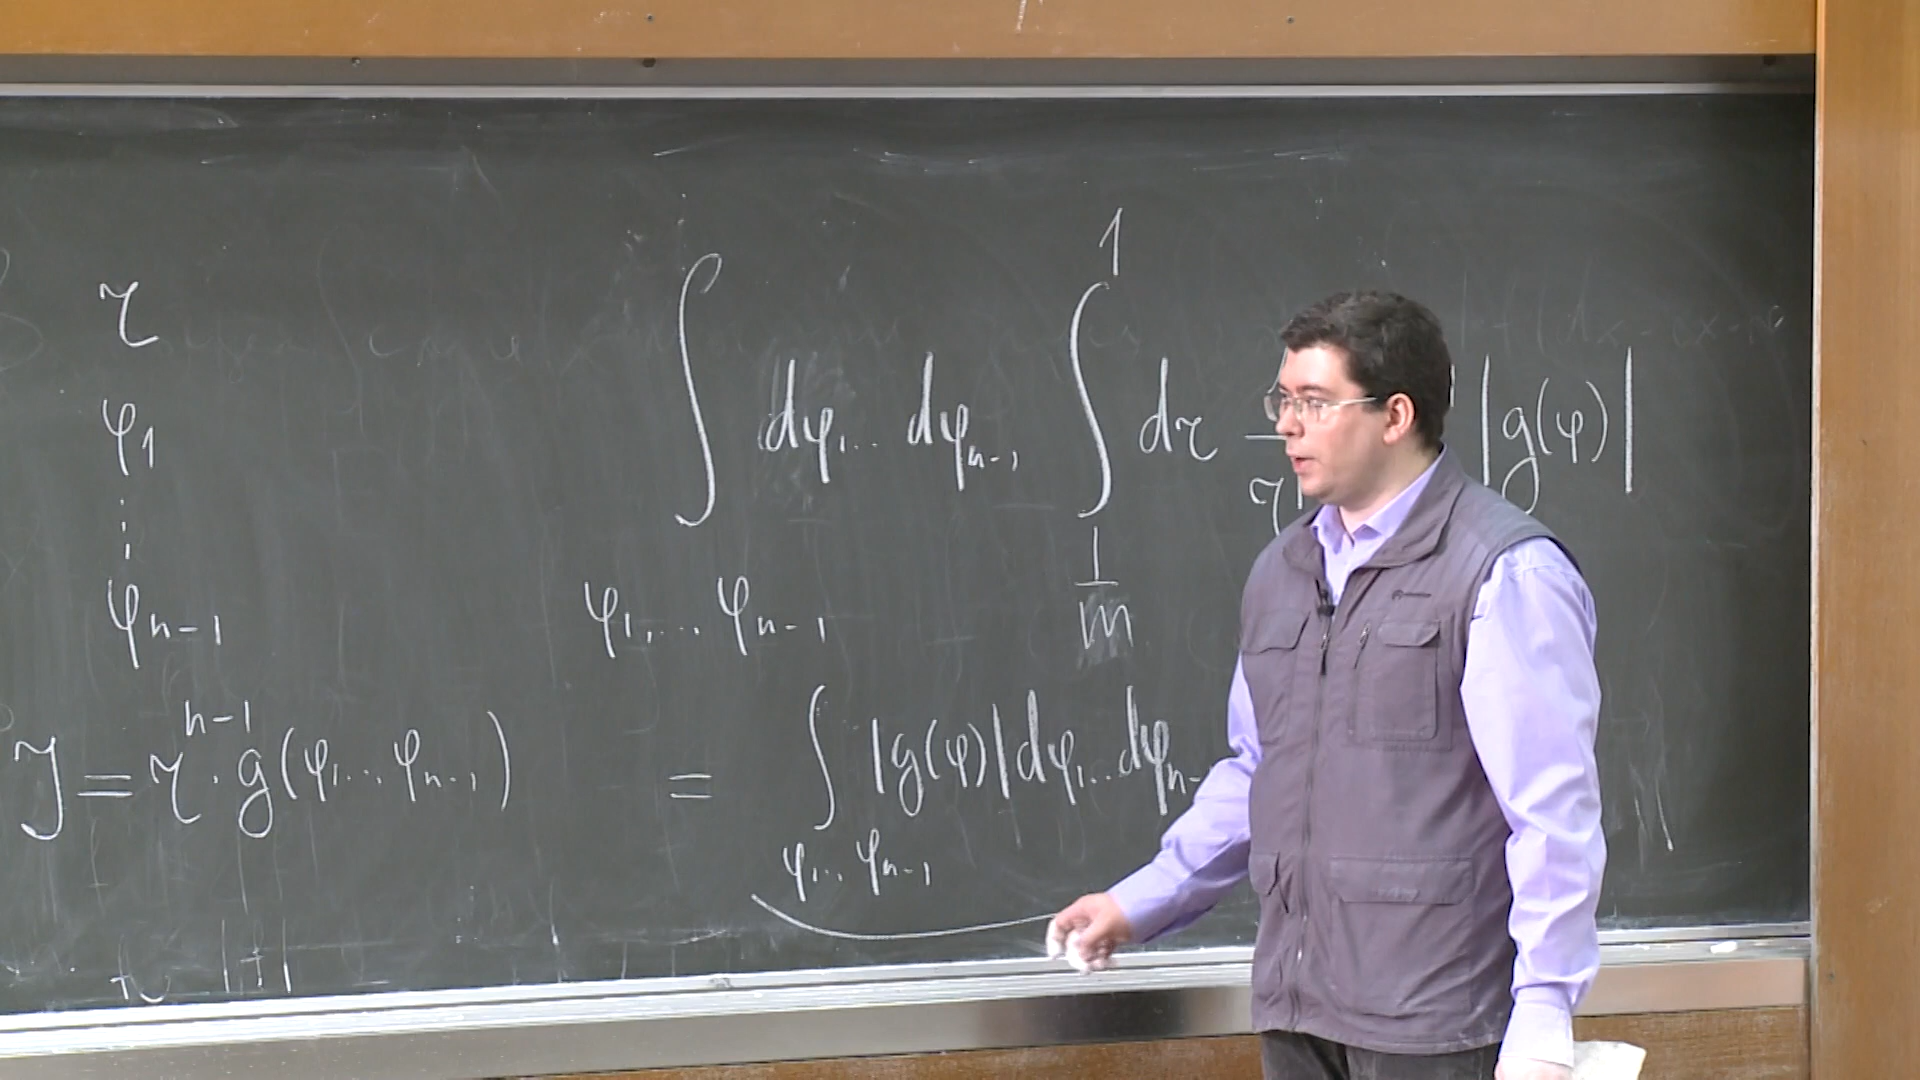 r
φ₁
⋮
φₙ₋₁
J = rⁿ⁻¹ · g(φ₁...φₙ₋₁)
∫ dφ₁... dφₙ₋₁ ∫ dr |g(φ)|
1
φ₁,... φₙ₋₁
1/m
= ∫ |g(φ)| dφ₁...dφₙ₋
φ₁... φₙ₋₁